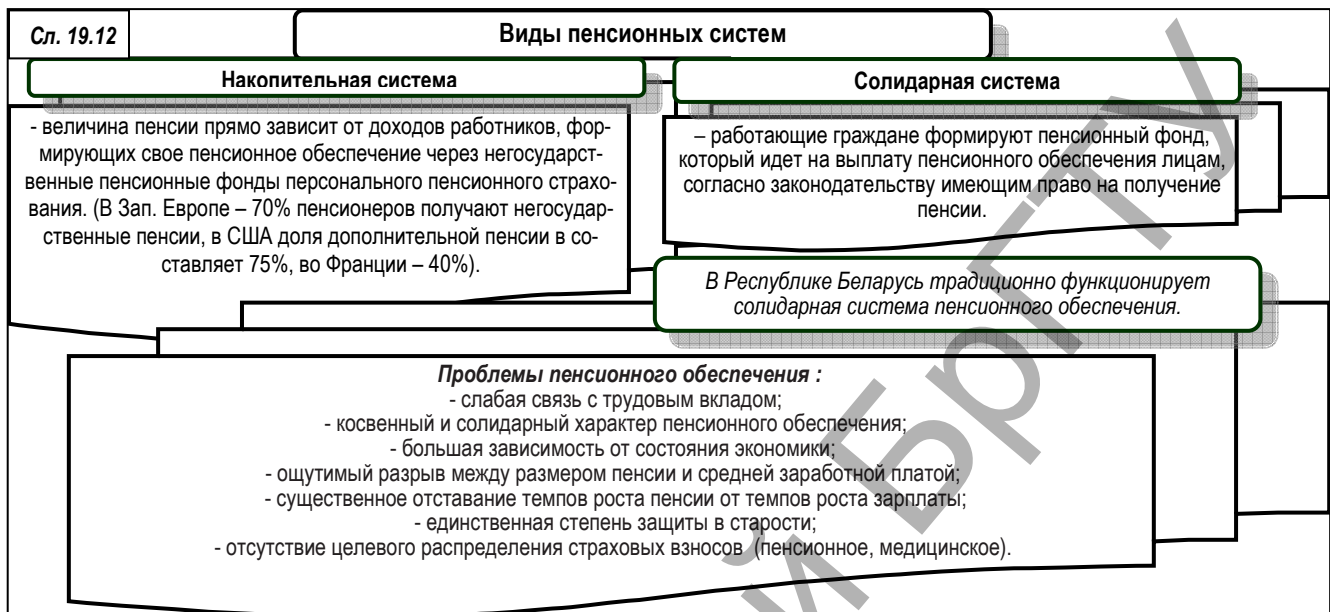 Сл. 19.12
Виды пенсионных систем
Накопительная система
- величина пенсии прямо зависит от доходов работников, фор-
мирующих свое пенсионное обеспечение через негосударст-
венные пенсионные фонды персонального пенсионного страхо-
вания. (В Зап. Европе – 70% пенсионеров получают негосудар-
ственные пенсии, в США доля дополнительной пенсии в со-
ставляет 75%, во Франции – 40%).
Солидарная система
– работающие граждане формируют пенсионный фонд,
который идет на выплату пенсионного обеспечения лицам,
согласно законодательству имеющим право на получение
пенсии.
В Республике Беларусь традиционно функционирует
солидарная система пенсионного обеспечения.
Проблемы пенсионного обеспечения :
- слабая связь с трудовым вкладом;
- косвенный и солидарный характер пенсионного обеспечения;
- большая зависимость от состояния экономики;
- ощутимый разрыв между размером пенсии и средней заработной платой;
- существенное отставание темпов роста пенсии от темпов роста зарплаты;
- единственная степень защиты в старости;
- отсутствие целевого распределения страховых взносов (пенсионное, медицинское).
й БрГТУ